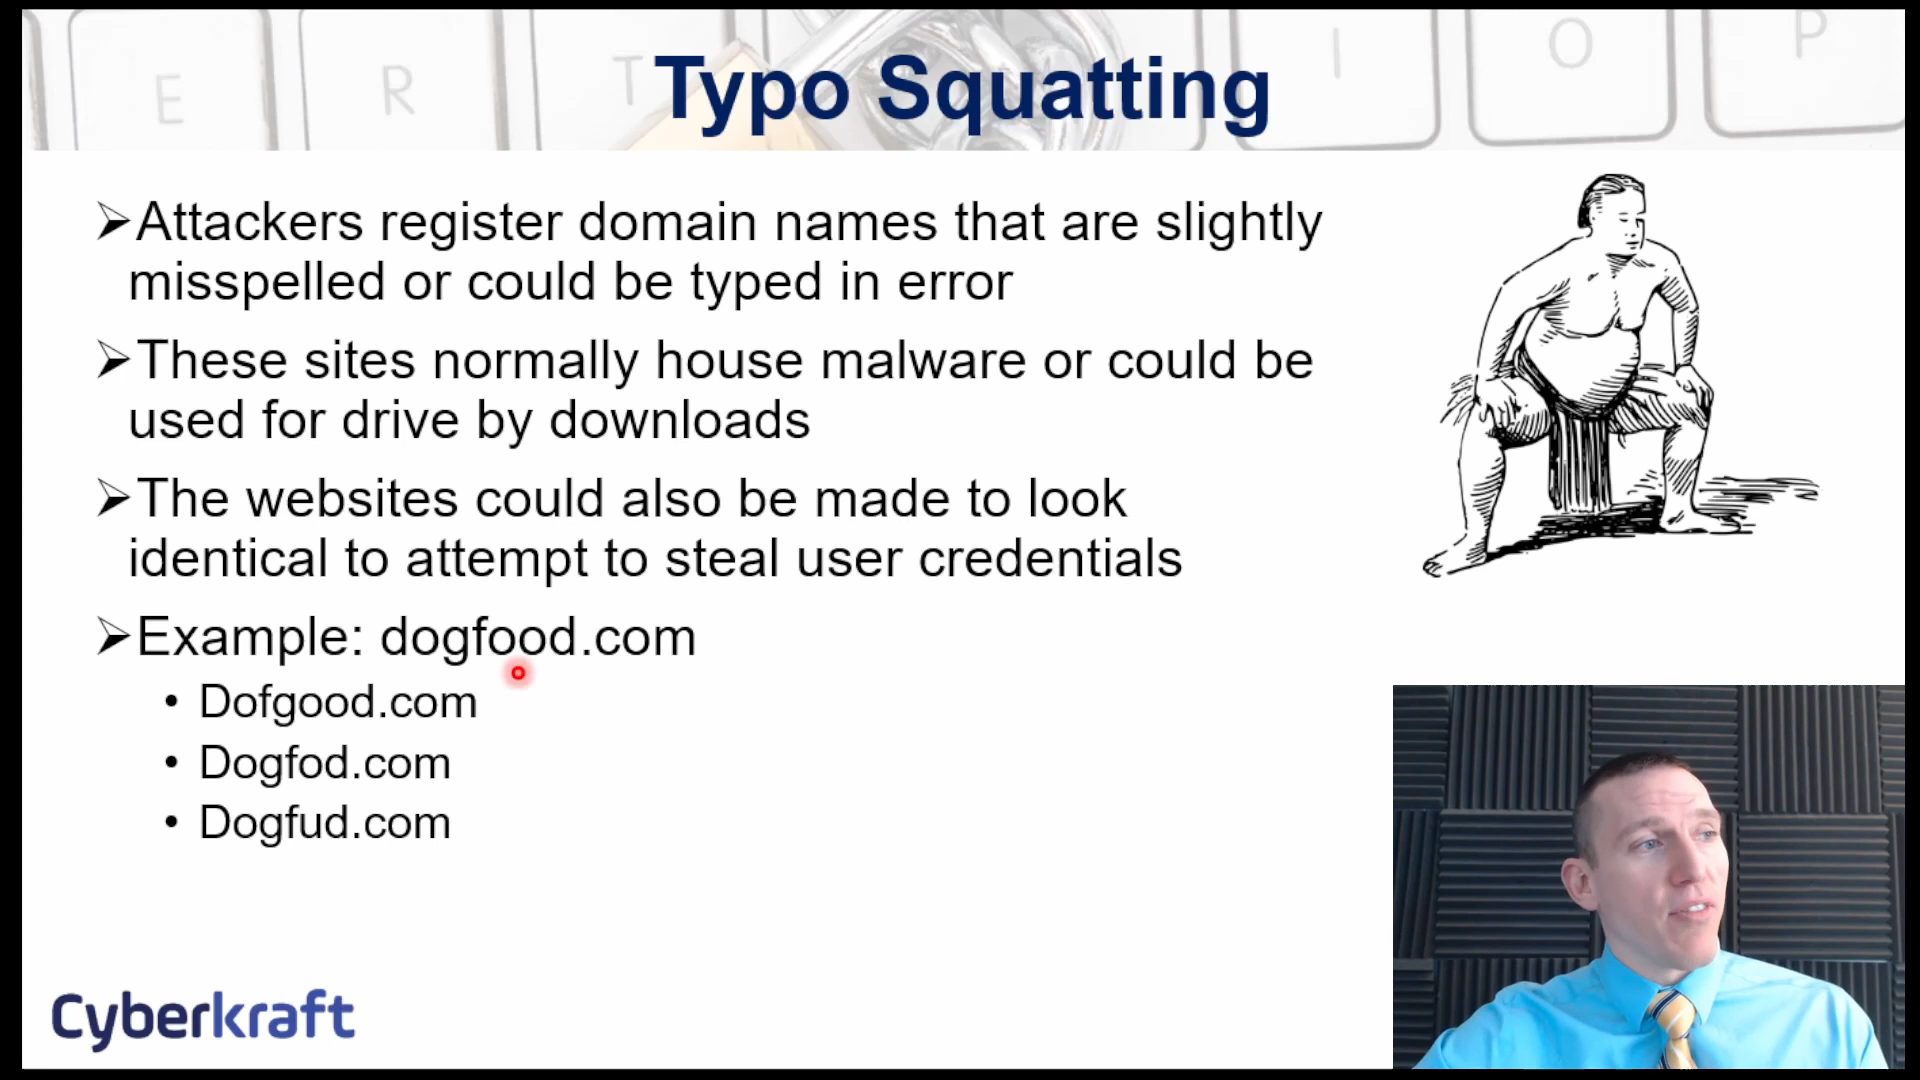 E R T I O P
Typo Squatting
➢Attackers register domain names that are slightly
misspelled or could be typed in error
➢These sites normally house malware or could be
used for drive by downloads
➢The websites could also be made to look
identical to attempt to steal user credentials
➢Example: dogfood.com
• Dofgood.com
• Dogfod.com
• Dogfud.com
Cyberkraft